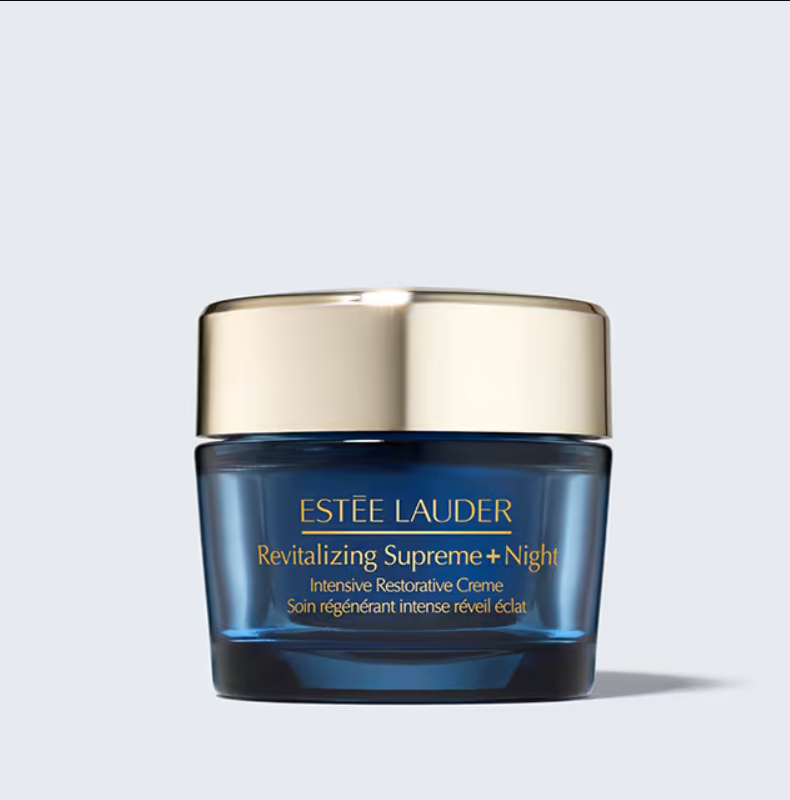 ESTĒE LAUDER
Revitalizing Supreme+Night
Intensive Restorative Creme
Soin régénérant intense réveil éclat